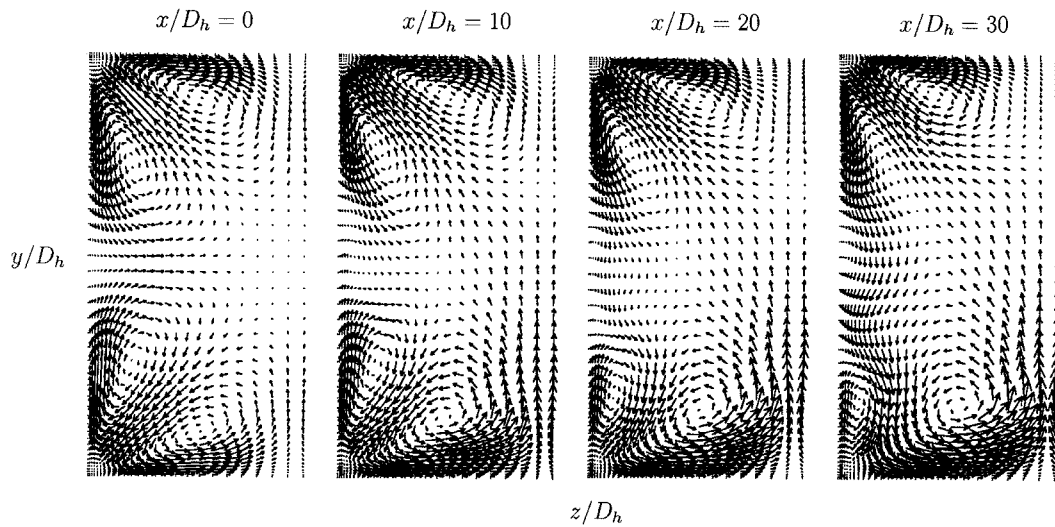 x/D_h = 0
x/D_h = 10
x/D_h = 20
x/D_h = 30
y/D_h
z/D_h